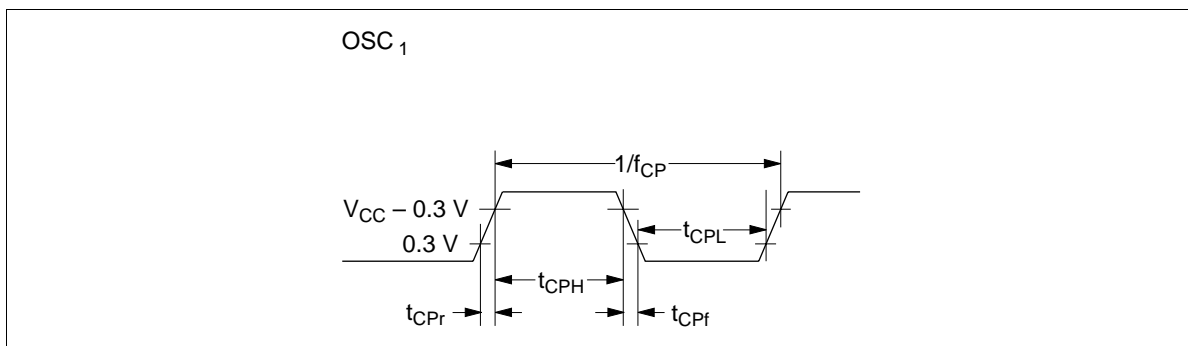 OSC 1
1/fCP
VCC – 0.3 V
0.3 V
tCPL
tCPH
tCPr
tCPf